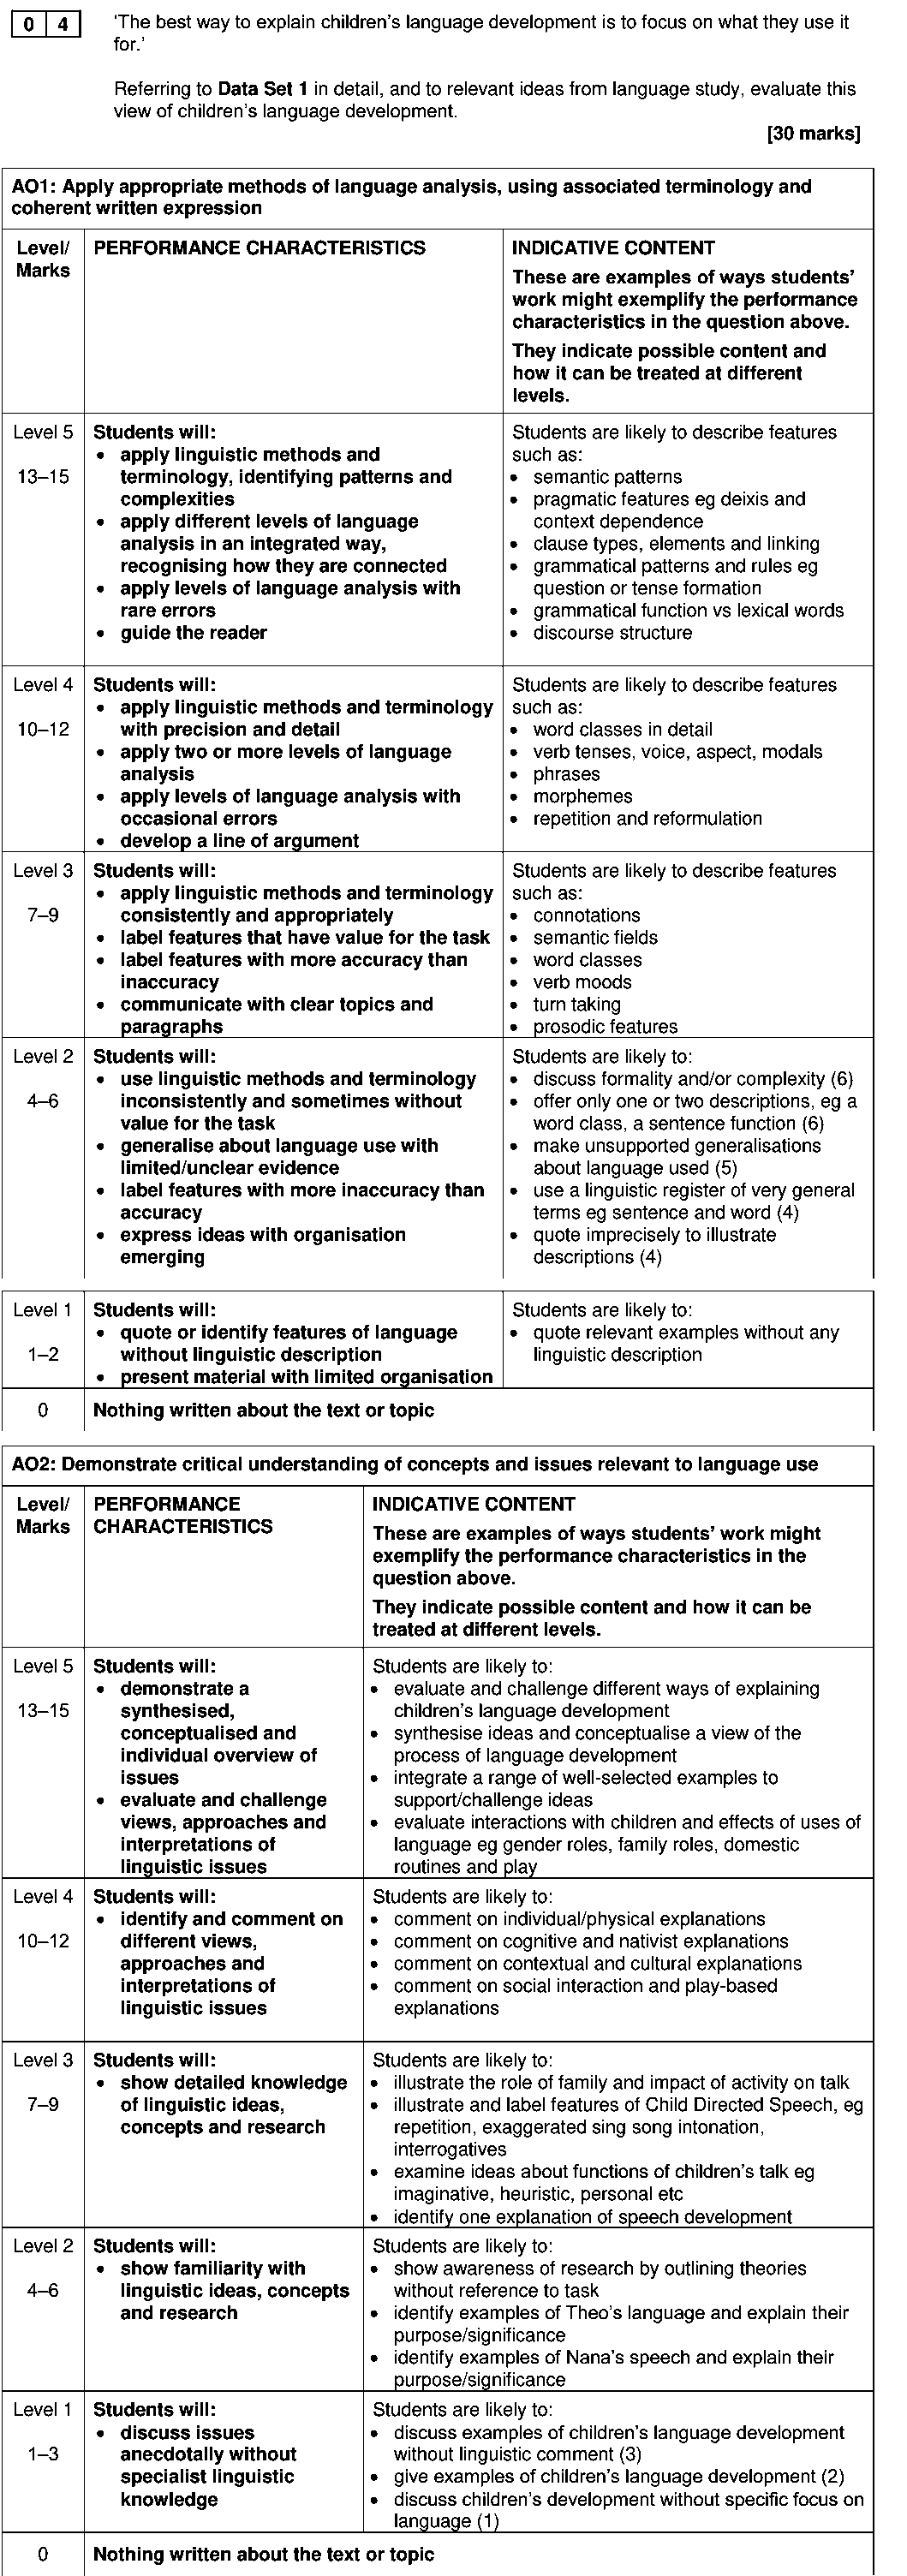 0 4 'The best way to explain children's language development is to focus on what they use it
for.'
Referring to Data Set 1 in detail, and to relevant ideas from language study, evaluate this
view of children's language development.
[30 marks]
AO1: Apply appropriate methods of language analysis, using associated terminology and
coherent written expression
Level/
Marks
PERFORMANCE CHARACTERISTICS
INDICATIVE CONTENT
These are examples of ways students'
work might exemplify the performance
characteristics in the question above.
They indicate possible content and
how it can be treated at different
levels.
Level 5
13–15
Students will:
• apply linguistic methods and
terminology, identifying patterns and
complexities
• apply different levels of language
analysis in an integrated way,
recognising how they are connected
• apply levels of language analysis with
rare errors
• guide the reader
Students are likely to describe features
such as:
• semantic patterns
• pragmatic features eg deixis and
context dependence
• clause types, elements and linking
• grammatical patterns and rules eg
question or tense formation
• grammatical function vs lexical words
• discourse structure
Level 4
10–12
Students will:
• apply linguistic methods and terminology
with precision and detail
• apply two or more levels of language
analysis
• apply levels of language analysis with
occasional errors
• develop a line of argument
Students are likely to describe features
such as:
• word classes in detail
• verb tenses, voice, aspect, modals
• phrases
• morphemes
• repetition and reformulation
Level 3
7–9
Students will:
• apply linguistic methods and terminology
consistently and appropriately
• label features that have value for the task
• label features with more accuracy than
inaccuracy
• communicate with clear topics and
paragraphs
Students are likely to describe features
such as:
• connotations
• semantic fields
• word classes
• verb moods
• turn taking
• prosodic features
Level 2
4–6
Students will:
• use linguistic methods and terminology
inconsistently and sometimes without
value for the task
• generalise about language use with
limited/unclear evidence
• label features with more inaccuracy than
accuracy
• express ideas with organisation
emerging
Students are likely to:
• discuss formality and/or complexity (6)
• offer only one or two descriptions, eg a
word class, a sentence function (6)
• make unsupported generalisations
about language used (5)
• use a linguistic register of very general
terms eg sentence and word (4)
• quote imprecisely to illustrate
descriptions (4)
Level 1
1–2
Students will:
• quote or identify features of language
without linguistic description
• present material with limited organisation
Students are likely to:
• quote relevant examples without any
linguistic description
0
Nothing written about the text or topic
AO2: Demonstrate critical understanding of concepts and issues relevant to language use
Level/
Marks
PERFORMANCE
CHARACTERISTICS
INDICATIVE CONTENT
These are examples of ways students' work might
exemplify the performance characteristics in the
question above.
They indicate possible content and how it can be
treated at different levels.
Level 5
13–15
Students will:
• demonstrate a
synthesised,
conceptualised and
individual overview of
issues
• evaluate and challenge
views, approaches and
interpretations of
linguistic issues
Students are likely to:
• evaluate and challenge different ways of explaining
children's language development
• synthesise ideas and conceptualise a view of the
process of language development
• integrate a range of well-selected examples to
support/challenge ideas
• evaluate interactions with children and effects of uses of
language eg gender roles, family roles, domestic
routines and play
Level 4
10–12
Students will:
• identify and comment on
different views,
approaches and
interpretations of
linguistic issues
Students are likely to:
• comment on individual/physical explanations
• comment on cognitive and nativist explanations
• comment on contextual and cultural explanations
• comment on social interaction and play-based
explanations
Level 3
7–9
Students will:
• show detailed knowledge
of linguistic ideas,
concepts and research
Students are likely to:
• illustrate the role of family and impact of activity on talk
• illustrate and label features of Child Directed Speech, eg
repetition, exaggerated sing song intonation,
interrogatives
• examine ideas about functions of children's talk eg
imaginative, heuristic, personal etc
• identify one explanation of speech development
Level 2
4–6
Students will:
• show familiarity with
linguistic ideas, concepts
and research
Students are likely to:
• show awareness of research by outlining theories
without reference to task
• identify examples of Theo's language and explain their
purpose/significance
• identify examples of Nana's speech and explain their
purpose/significance
Level 1
1–3
Students will:
• discuss issues
anecdotally without
specialist linguistic
knowledge
Students are likely to:
• discuss examples of children's language development
without linguistic comment (3)
• give examples of children's language development (2)
• discuss children's development without specific focus on
language (1)
0
Nothing written about the text or topic